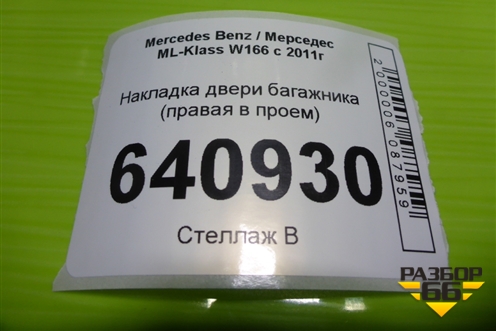 Mercedes Benz / Мерседес
ML-Klass W166 с 2011г
Накладка двери багажника
(правая в проем)
640930
Стеллаж В
2000006087959
РАЗБОР
66